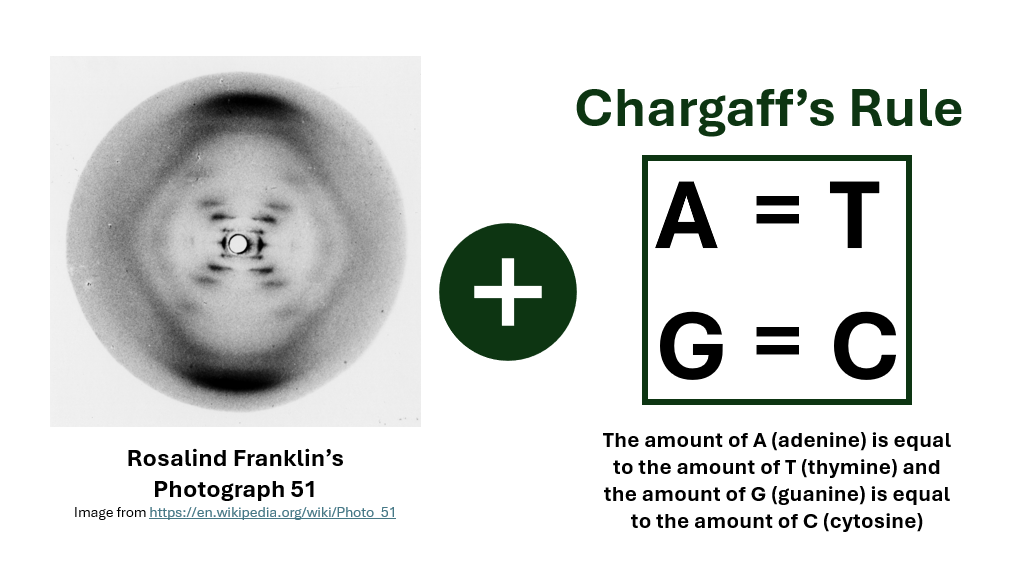 Chargaff’s Rule
A = T
G = C
Rosalind Franklin’s
Photograph 51
Image from https://en.wikipedia.org/wiki/Photo_51
The amount of A (adenine) is equal
to the amount of T (thymine) and
the amount of G (guanine) is equal
to the amount of C (cytosine)